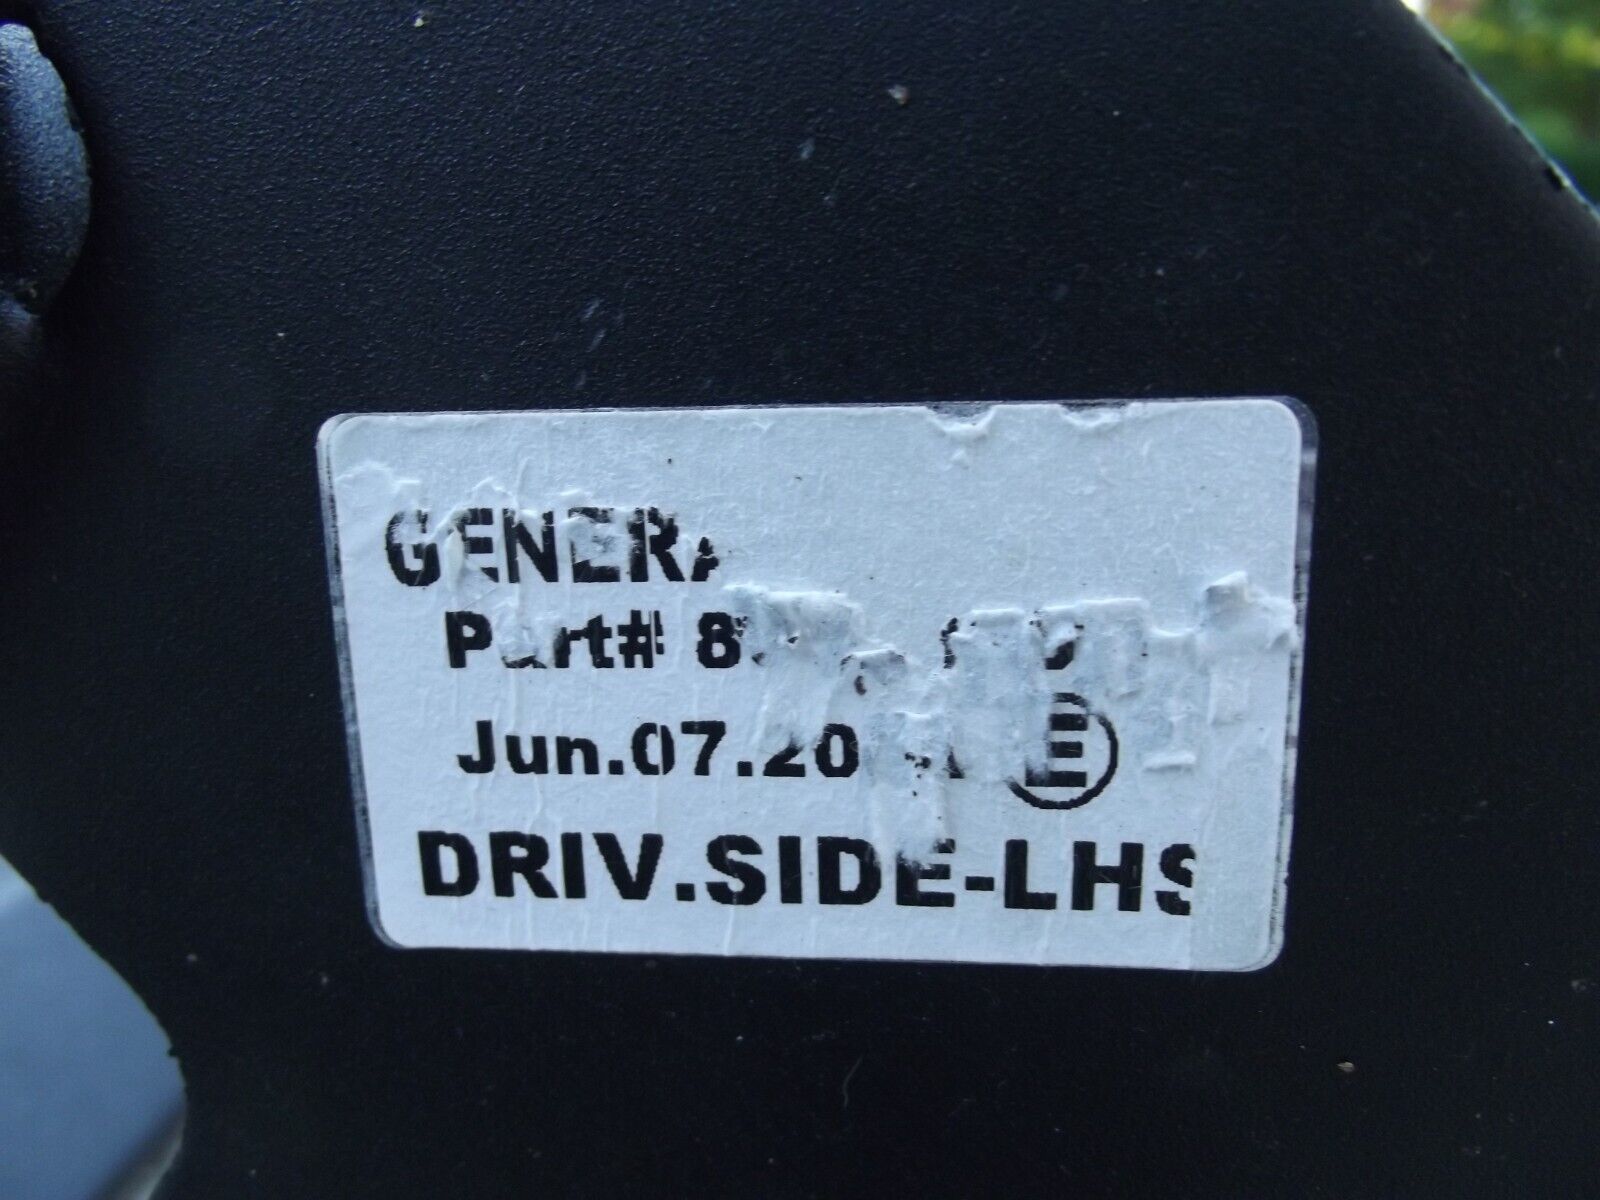 GENERA
Part# 8
Jun.07.20 E
DRIV.SIDE-LHS